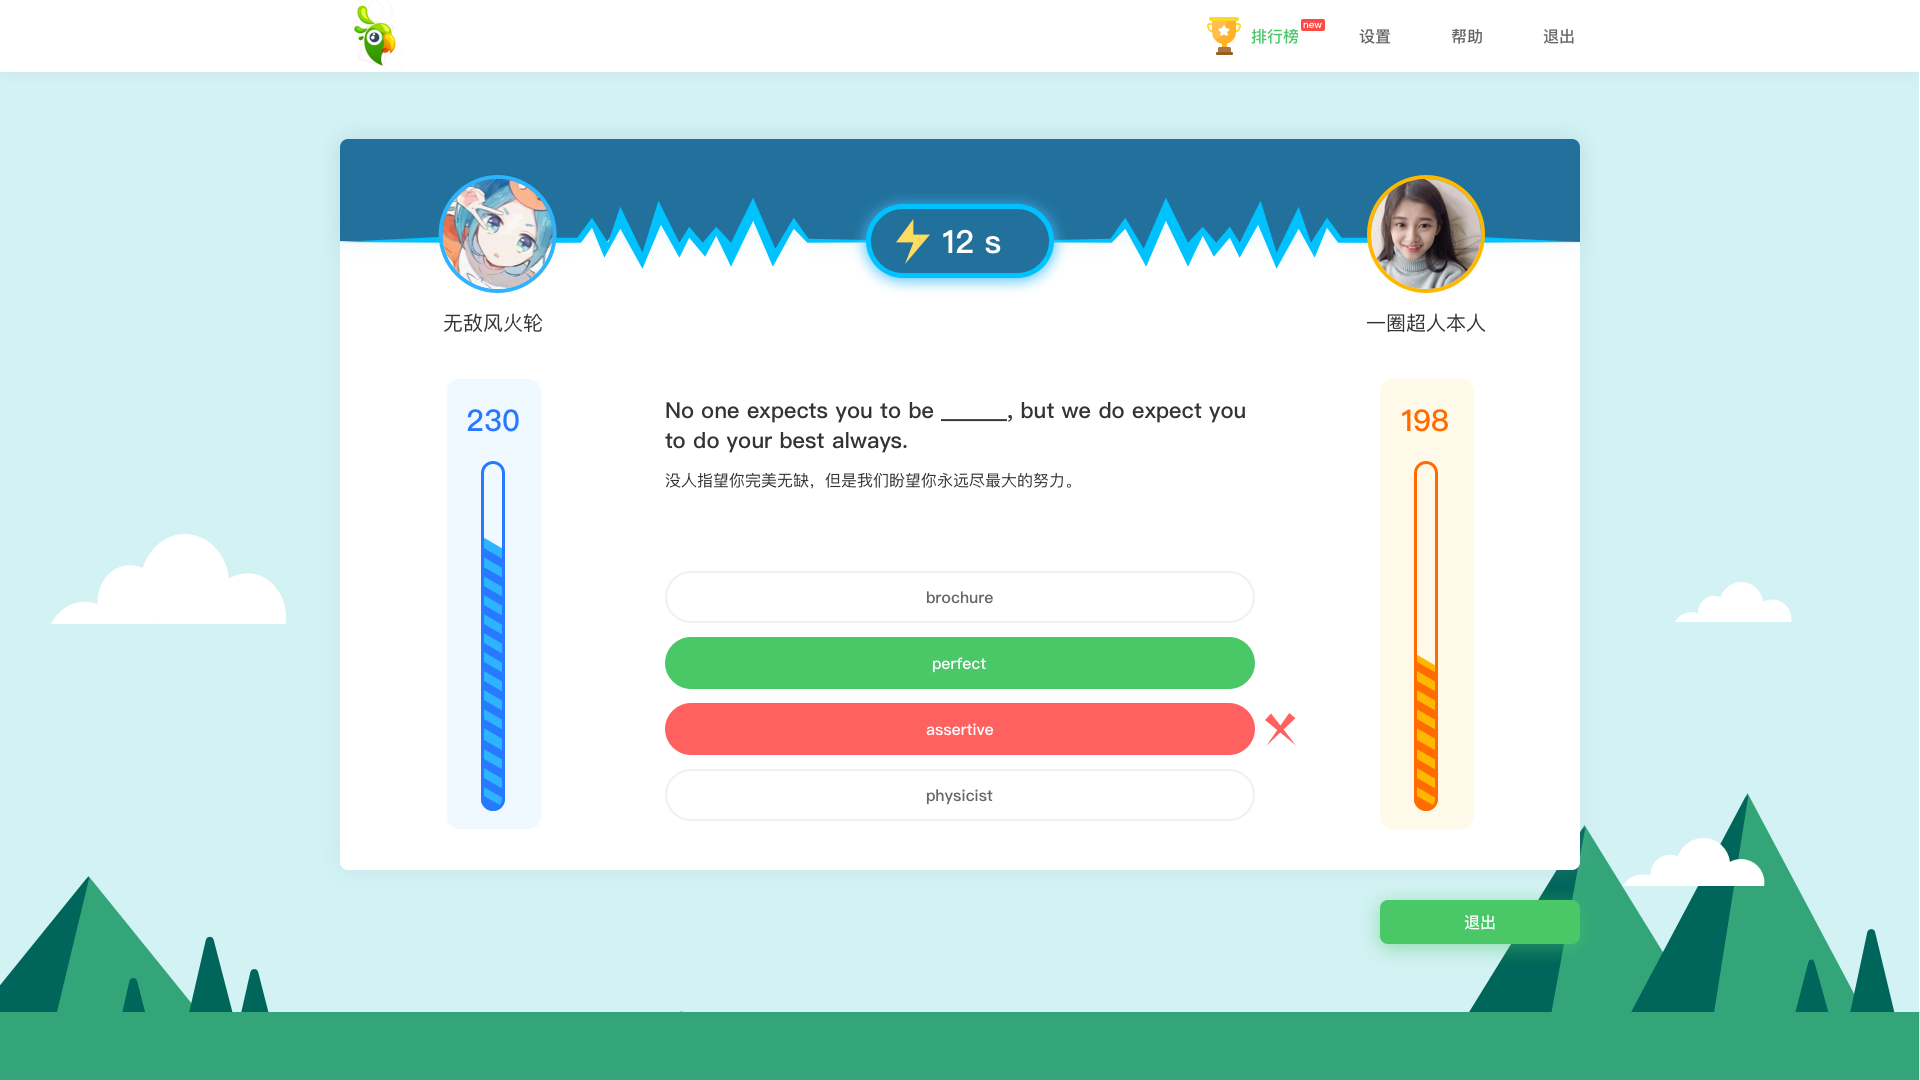 排行榜
new
设置
帮助
退出
12 s
无敌风火轮
一圈超人本人
230
198
No one expects you to be ______, but we do expect you
to do your best always.
没人指望你完美无缺，但是我们盼望你永远尽最大的努力。
brochure
perfect
assertive
physicist
退出